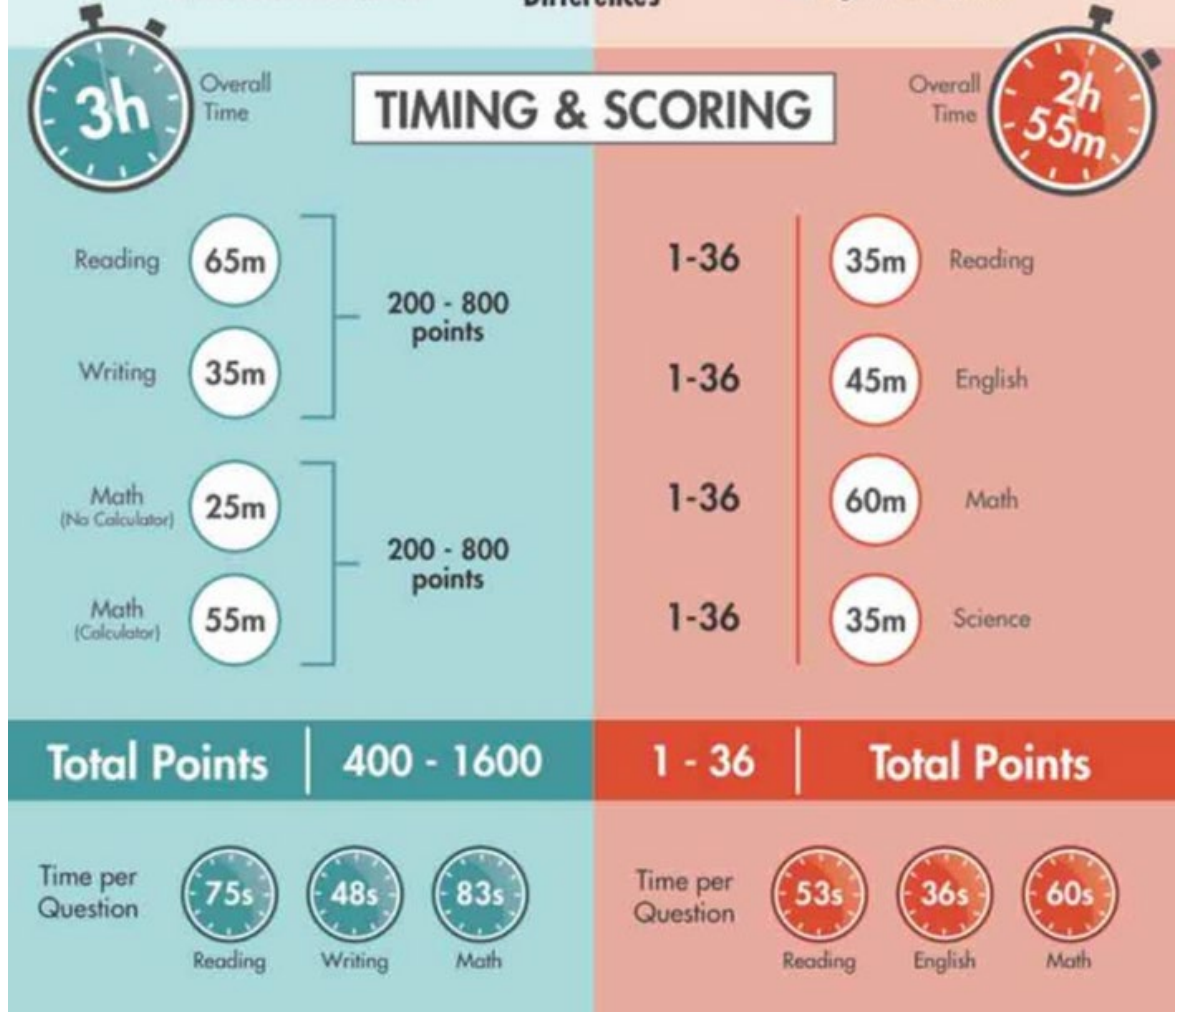 Differences
3h
Overall
Time
TIMING & SCORING
Overall
Time
2h
55m
Reading
65m
Writing
35m
200 - 800
points
Math
(No Calculator)
25m
Math
(Calculator)
55m
200 - 800
points
1-36
35m
Reading
1-36
45m
English
1-36
60m
Math
1-36
35m
Science
Total Points
400 - 1600
1 - 36
Total Points
Time per
Question
75s
Reading
48s
Writing
83s
Math
Time per
Question
53s
Reading
36s
English
60s
Math